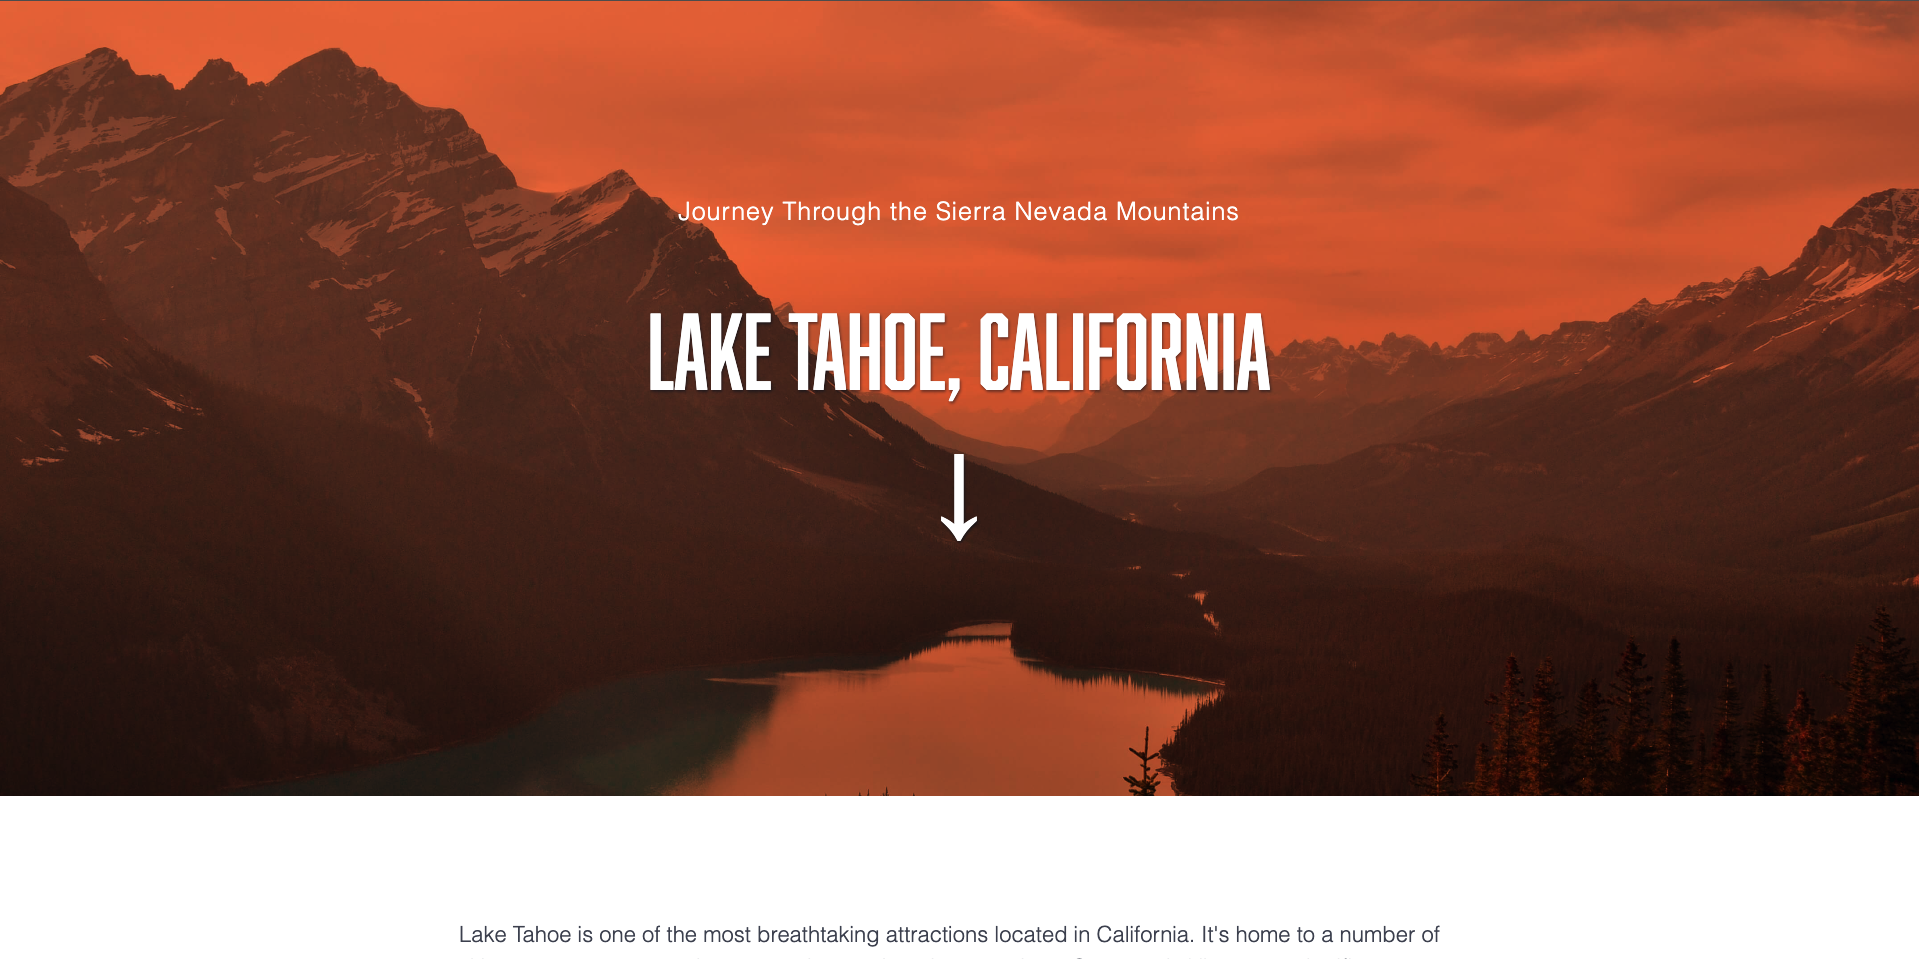 Journey Through the Sierra Nevada Mountains
LAKE TAHOE, CALIFORNIA
Lake Tahoe is one of the most breathtaking attractions located in California. It's home to a number of